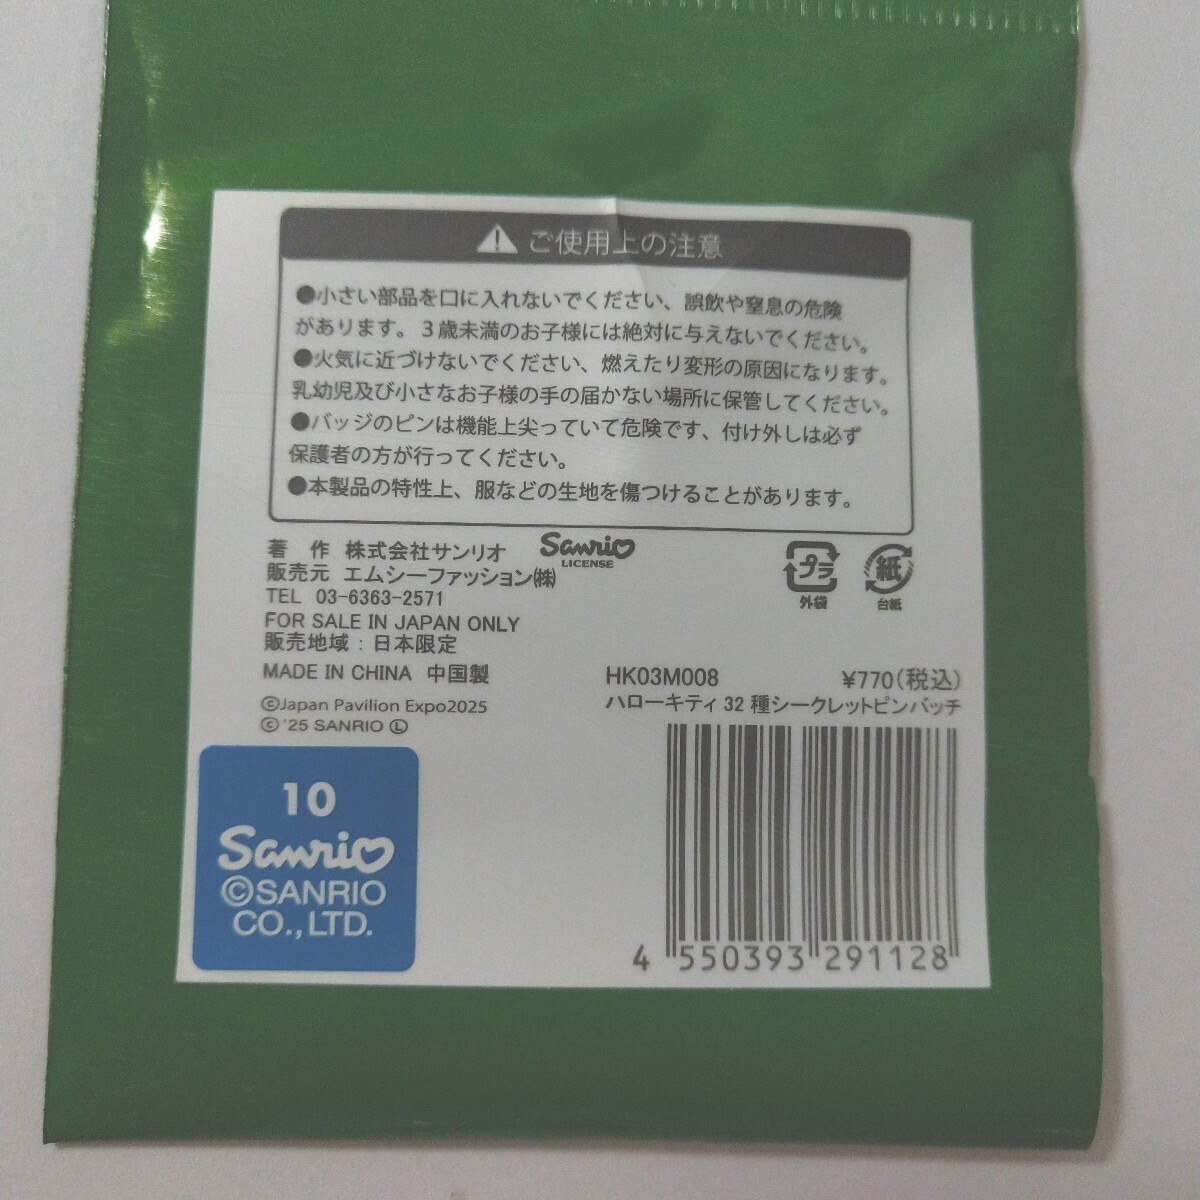 ご使用上の注意
●小さい部品を口に入れないでください、誤飲や窒息の危険
があります。３歳未満のお子様には絶対に与えないでください。
●火気に近づけないでください、燃えたり変形の原因になります。
乳幼児及び小さなお子様の手の届かない場所に保管してください。
●バッジのピンは機能上尖っていて危険です、付け外しは必ず
保護者の方が行ってください。
●本製品の特性上、服などの生地を傷つけることがあります。
著　作　株式会社サンリオ
Sanrio
LICENSE
販売元　エムシーファッション㈱
TEL 03-6363-2571
FOR SALE IN JAPAN ONLY
販売地域：日本限定
MADE IN CHINA 中国製
©Japan Pavilion Expo2025
© '25 SANRIO Ⓛ
プラ
外袋
紙
台紙
HK03M008 ¥770(税込)
ハローキティ 32 種シークレットピンバッチ
4 550393 291128
10
Sanrio
©SANRIO
CO.,LTD.